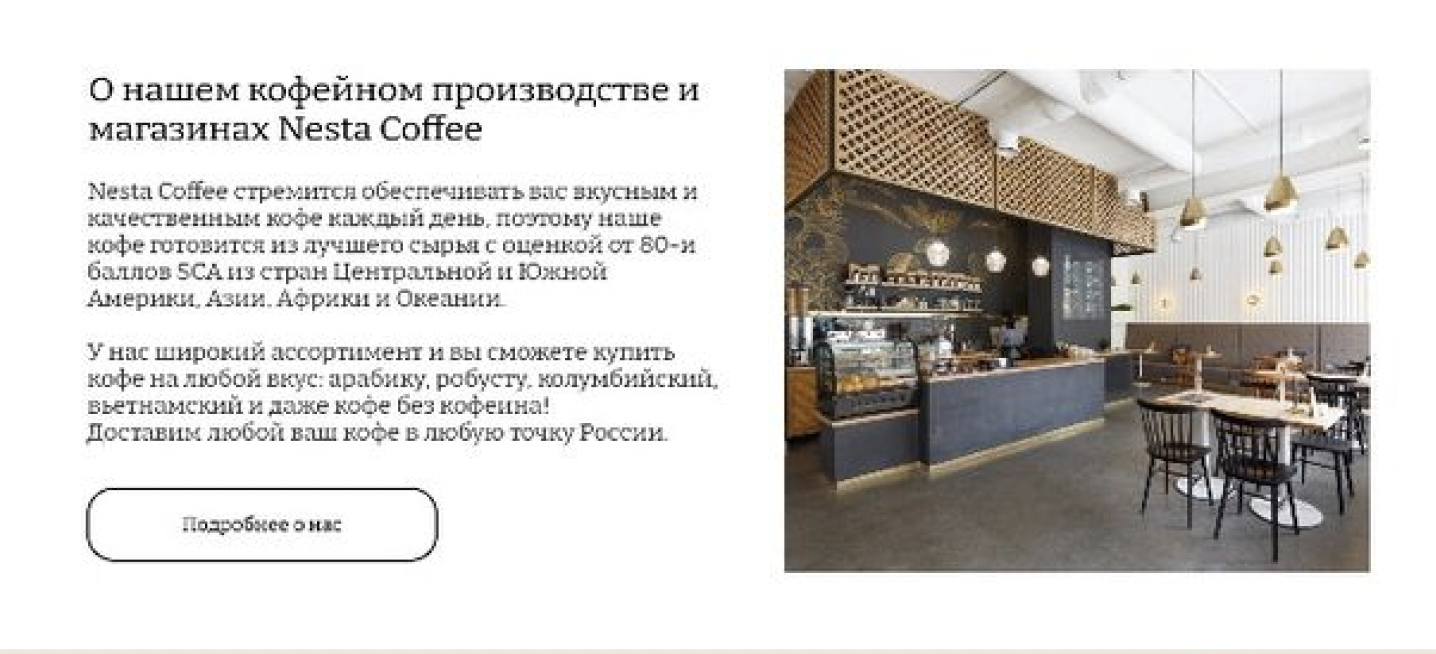 О нашем кофейном производстве и
магазинах Nesta Coffee
Nesta Coffee стремится обеспечивать вас вкусным и
качественным кофе каждый день, поэтому наше
кофе готовится из лучшего сырья с оценкой от 80-и
баллов SCA из стран Центральной и Южной
Америки, Азии, Африки и Океании.
У нас широкий ассортимент и вы сможете купить
кофе на любой вкус: арабику, робусту, колумбийский,
вьетнамский и даже кофе без кофеина!
Доставим любой ваш кофе в любую точку России.
Подробнее о нас